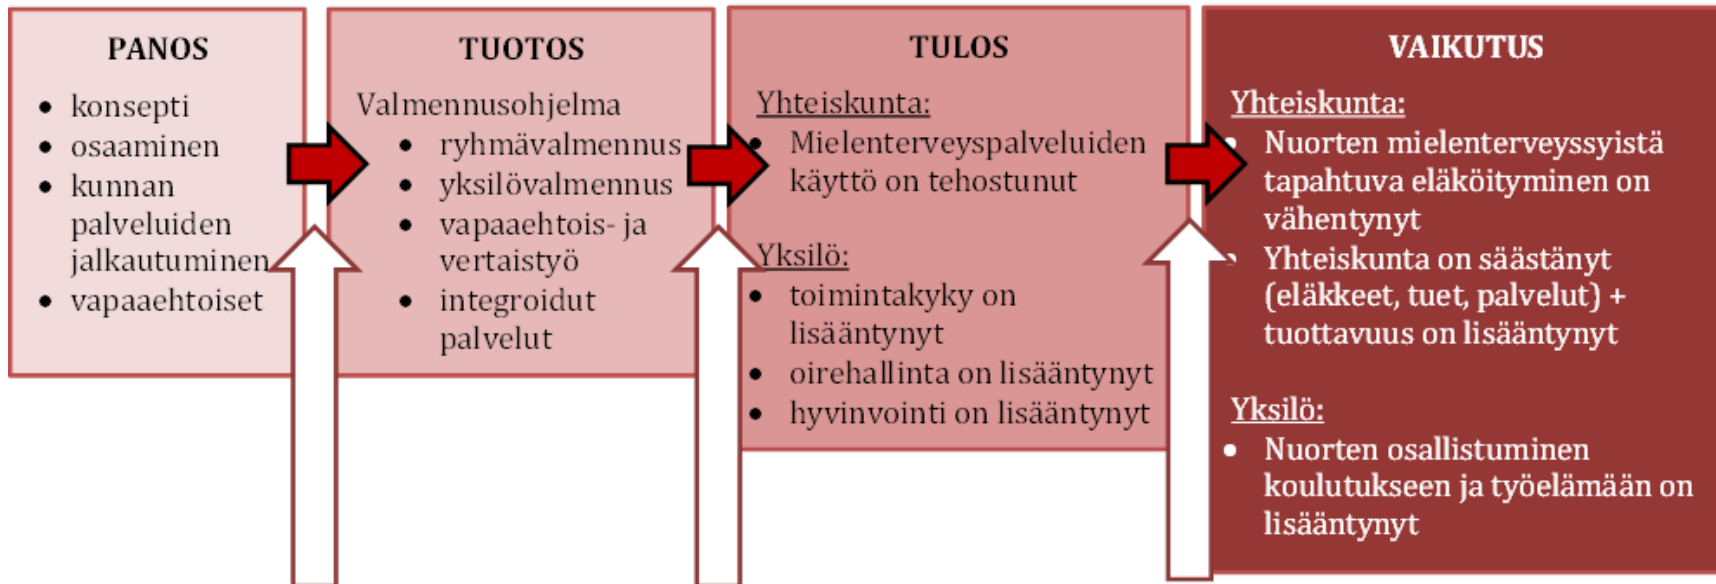 PANOS
• konsepti
• osaaminen
• kunnan
palveluiden
jalkautuminen
• vapaaehtoiset
TUOTOS
Valmennusohjelma
• ryhmävalmennus
• yksilövalmennus
• vapaaehtois- ja
vertaistyö
• integroidut
palvelut
TULOS
Yhteiskunta:
• Mielenterveyspalveluiden
käyttö on tehostunut
Yksilö:
• toimintakyky on
lisääntynyt
• oirehallinta on lisääntynyt
• hyvinvointi on lisääntynyt
VAIKUTUS
Yhteiskunta:
• Nuorten mielenterveyssyistä
tapahtuva eläköityminen on
vähentynyt
• Yhteiskunta on säästänyt
(eläkkeet, tuet, palvelut) +
tuottavuus on lisääntynyt
Yksilö:
• Nuorten osallistuminen
koulutukseen ja työelämään on
lisääntynyt